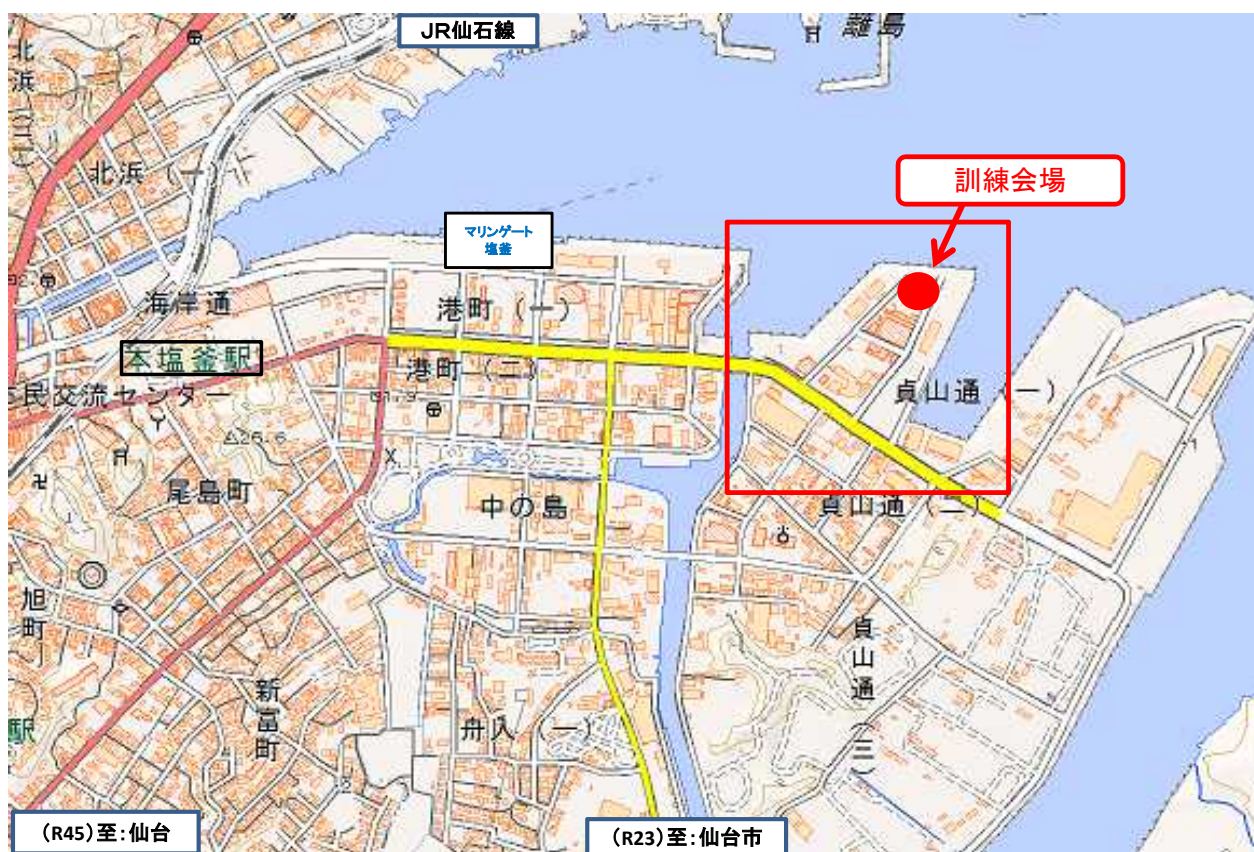 JR仙石線
離島
北浜(二)
北浜(一)
訓練会場
マリンゲート
塩釜
海岸通
港町(一)
本塩釜駅
港町(二)
貞山通(一)
民交流センター
△26.6
尾島町
中の島
貞山通(二)
旭町
貞山通(三)
新富町
舟入(一)
駅
(R45)至:仙台
(R23)至:仙台市